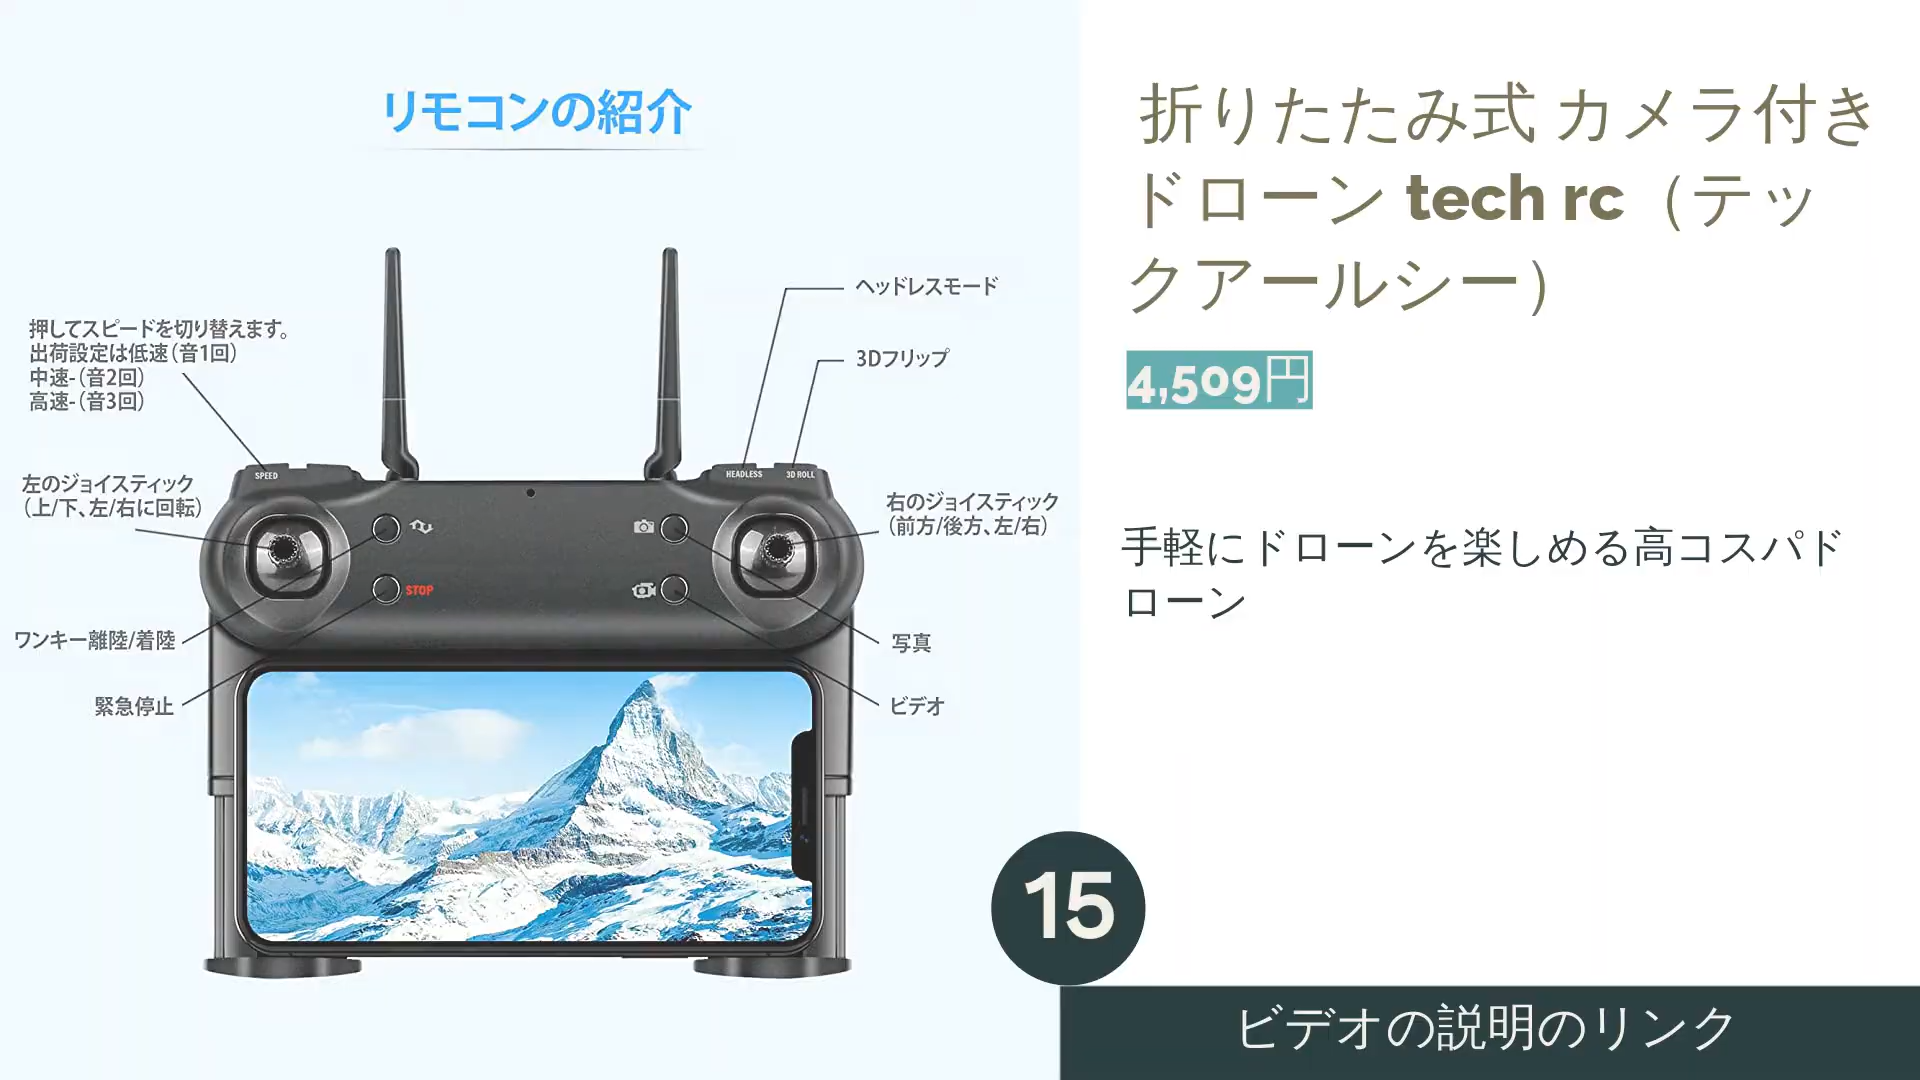 リモコンの紹介
押してスピードを切り替えます。
出荷設定は低速(音1回)
中速-(音2回)
高速-(音3回)
左のジョイスティック
(上/下、左/右に回転)
ワンキー離陸/着陸
緊急停止
ヘッドレスモード
3Dフリップ
右のジョイスティック
(前方/後方、左/右)
写真
ビデオ
SPEED
HEADLESS
3D ROLL
STOP
折りたたみ式 カメラ付き
ドローン tech rc（テッ
クアールシー）
4,509円
手軽にドローンを楽しめる高コスパド
ローン
15
ビデオの説明のリンク